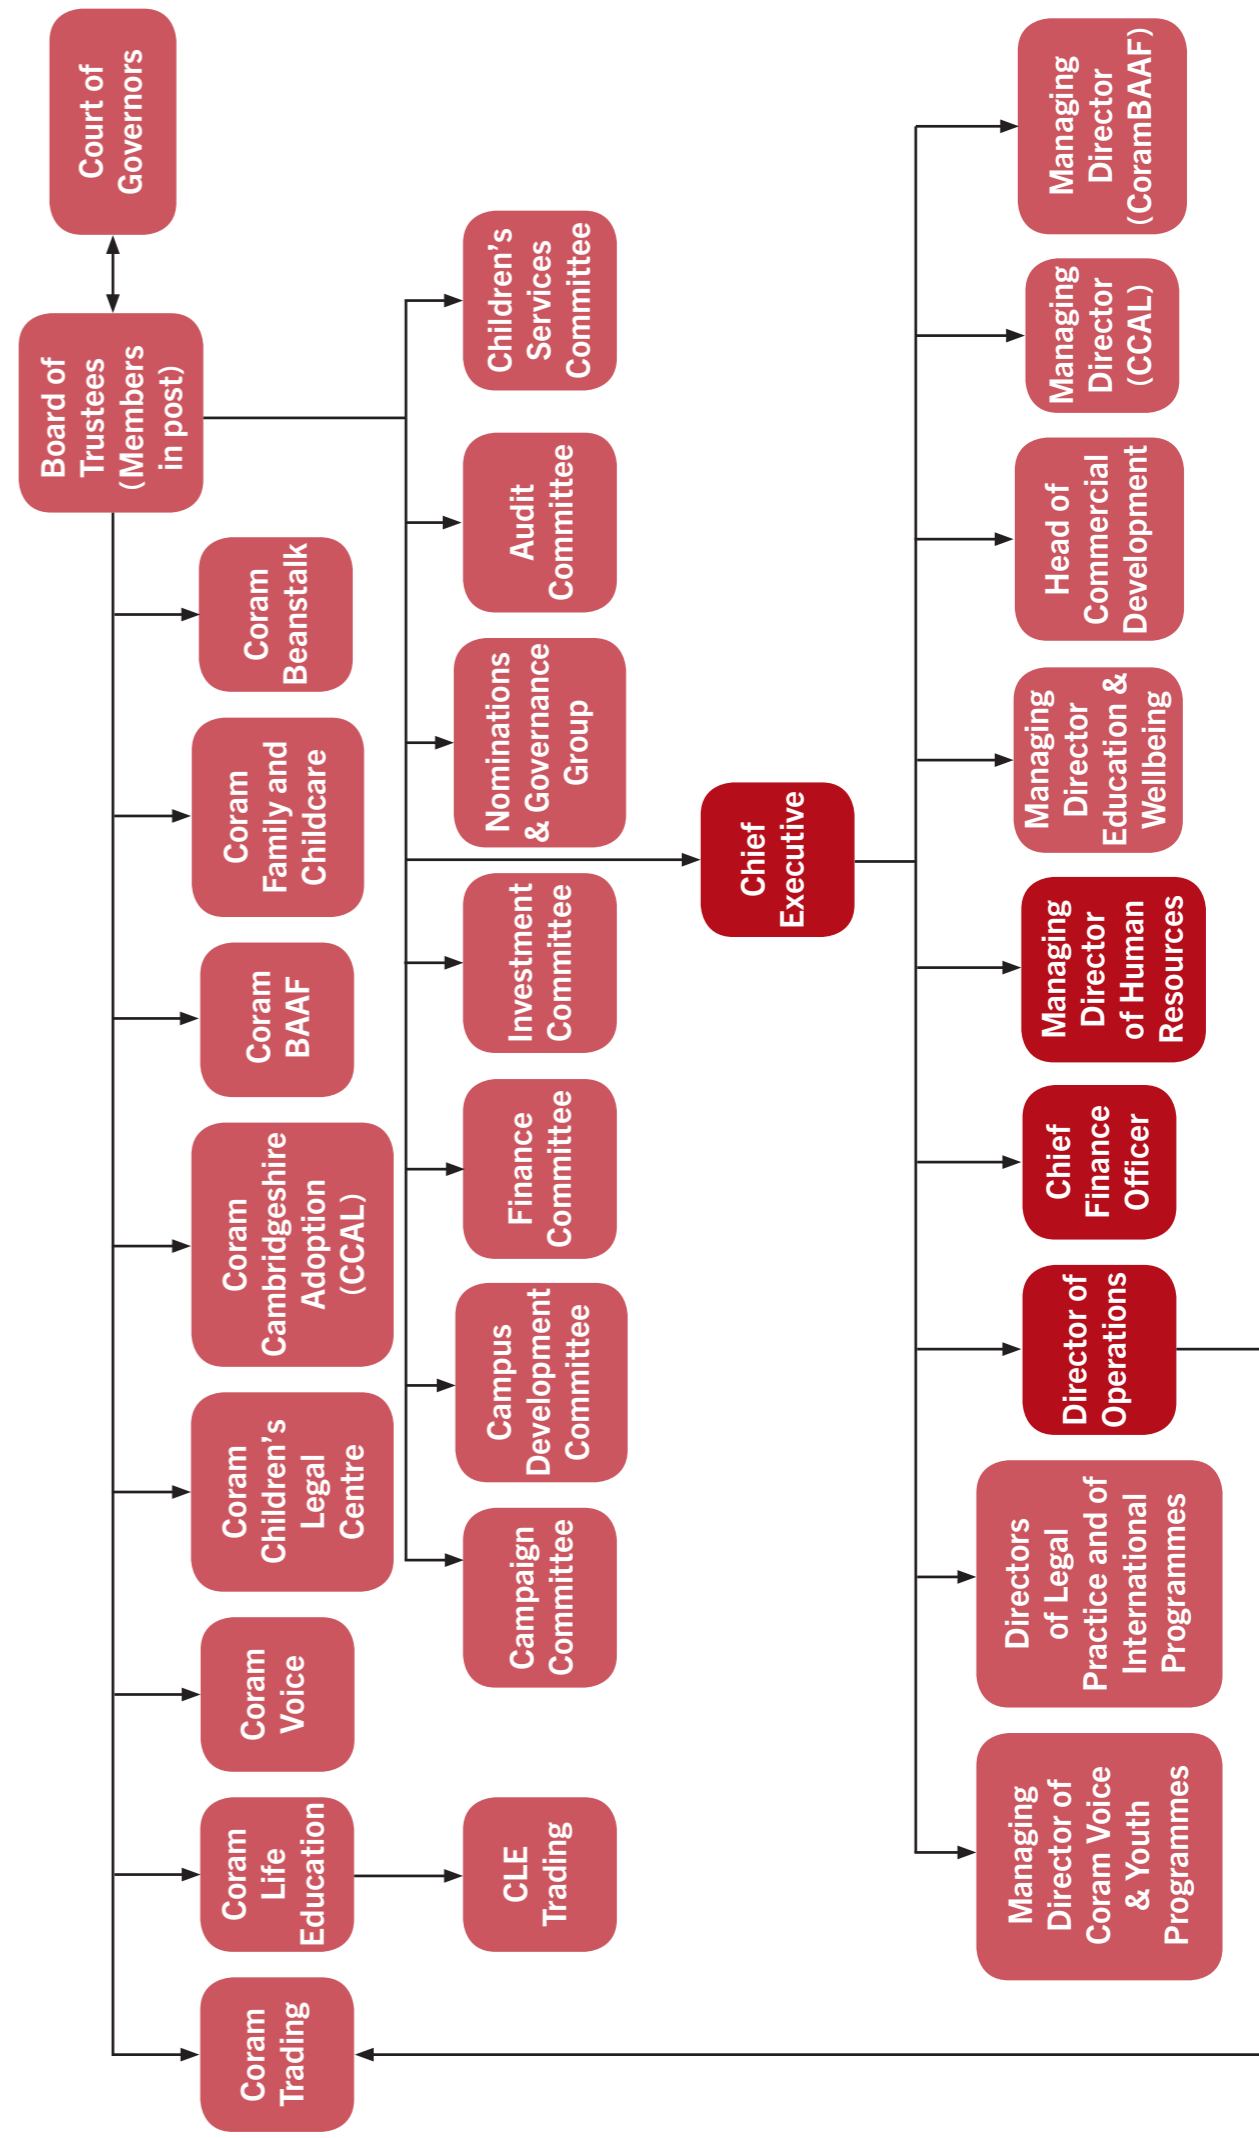 Court of
Governors
Board of
Trustees
(Members
in post)
Coram
Trading
Coram
Life
Education
Coram
Voice
Coram
Children’s
Legal
Centre
Coram
Cambridgeshire
Adoption
(CCAL)
Coram
BAAF
Coram
Family and
Childcare
Coram
Beanstalk
CLE
Trading
Campaign
Committee
Campus
Development
Committee
Finance
Committee
Investment
Committee
Nominations
& Governance
Group
Audit
Committee
Children’s
Services
Committee
Chief
Executive
Managing
Director of
Coram Voice
& Youth
Programmes
Directors
of Legal
Practice and of
International
Programmes
Director of
Operations
Chief
Finance
Officer
Managing
Director
of Human
Resources
Managing
Director
Education &
Wellbeing
Head of
Commercial
Development
Managing
Director
(CCAL)
Managing
Director
(CoramBAAF)